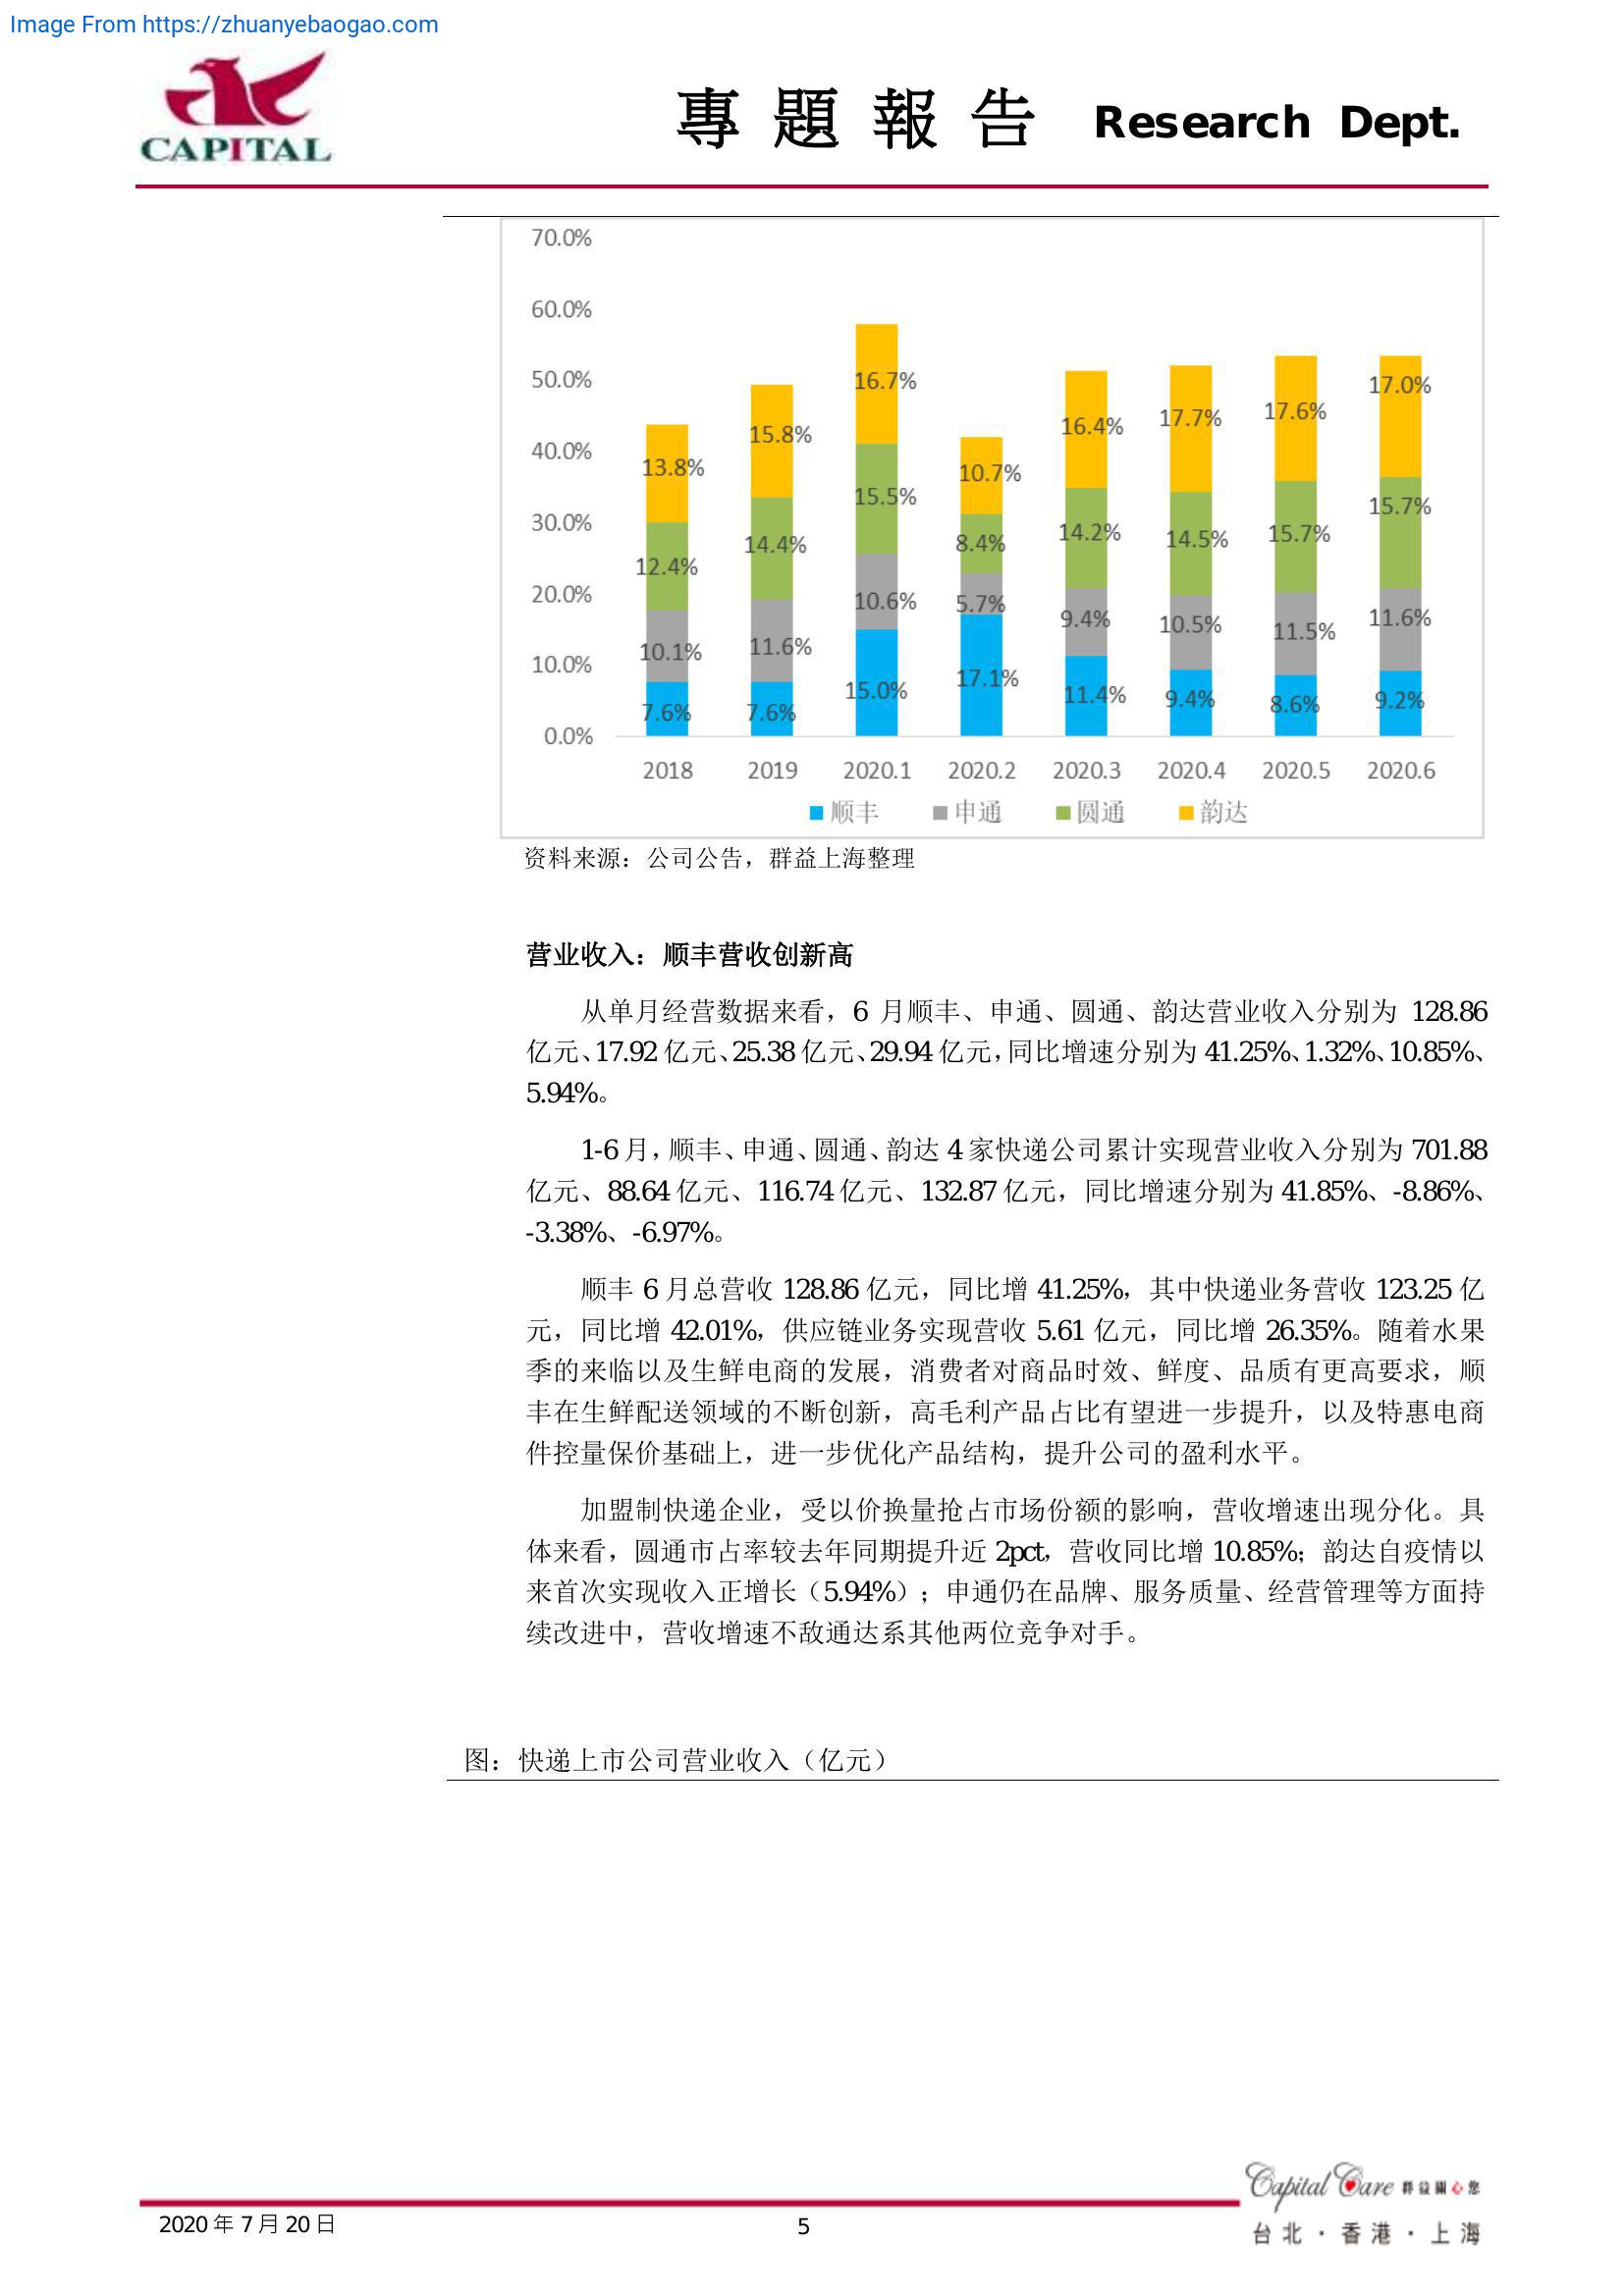 Image From https://zhuanyebaogao.com
CAPITAL
專題報告 Research Dept.
70.0%
60.0%
50.0%
40.0%
30.0%
20.0%
10.0%
0.0%
13.8% 15.8% 16.7% 10.7% 16.4% 17.7% 17.6% 17.0%
12.4% 14.4% 15.5% 8.4% 14.2% 14.5% 15.7% 15.7%
10.1% 11.6% 10.6% 5.7% 9.4% 10.5% 11.5% 11.6%
7.6% 7.6% 15.0% 17.1% 11.4% 9.4% 8.6% 9.2%
2018 2019 2020.1 2020.2 2020.3 2020.4 2020.5 2020.6
顺丰 申通 圆通 韵达
资料来源：公司公告，群益上海整理
营业收入：顺丰营收创新高
从单月经营数据来看，6 月顺丰、申通、圆通、韵达营业收入分别为 128.86
亿元、17.92 亿元、25.38 亿元、29.94 亿元，同比增速分别为 41.25%、1.32%、10.85%、
5.94%。
1-6 月，顺丰、申通、圆通、韵达 4 家快递公司累计实现营业收入分别为 701.88
亿元、88.64 亿元、116.74 亿元、132.87 亿元，同比增速分别为 41.85%、-8.86%、
-3.38%、-6.97%。
顺丰 6 月总营收 128.86 亿元，同比增 41.25%，其中快递业务营收 123.25 亿
元，同比增 42.01%，供应链业务实现营收 5.61 亿元，同比增 26.35%。随着水果
季的来临以及生鲜电商的发展，消费者对商品时效、鲜度、品质有更高要求，顺
丰在生鲜配送领域的不断创新，高毛利产品占比有望进一步提升，以及特惠电商
件控量保价基础上，进一步优化产品结构，提升公司的盈利水平。
加盟制快递企业，受以价换量抢占市场份额的影响，营收增速出现分化。具
体来看，圆通市占率较去年同期提升近 2pct，营收同比增 10.85%；韵达自疫情以
来首次实现收入正增长（5.94%）；申通仍在品牌、服务质量、经营管理等方面持
续改进中，营收增速不敌通达系其他两位竞争对手。
图：快递上市公司营业收入（亿元）
Capital Care 群益關心您
2020 年 7 月 20 日
5
台北·香港·上海